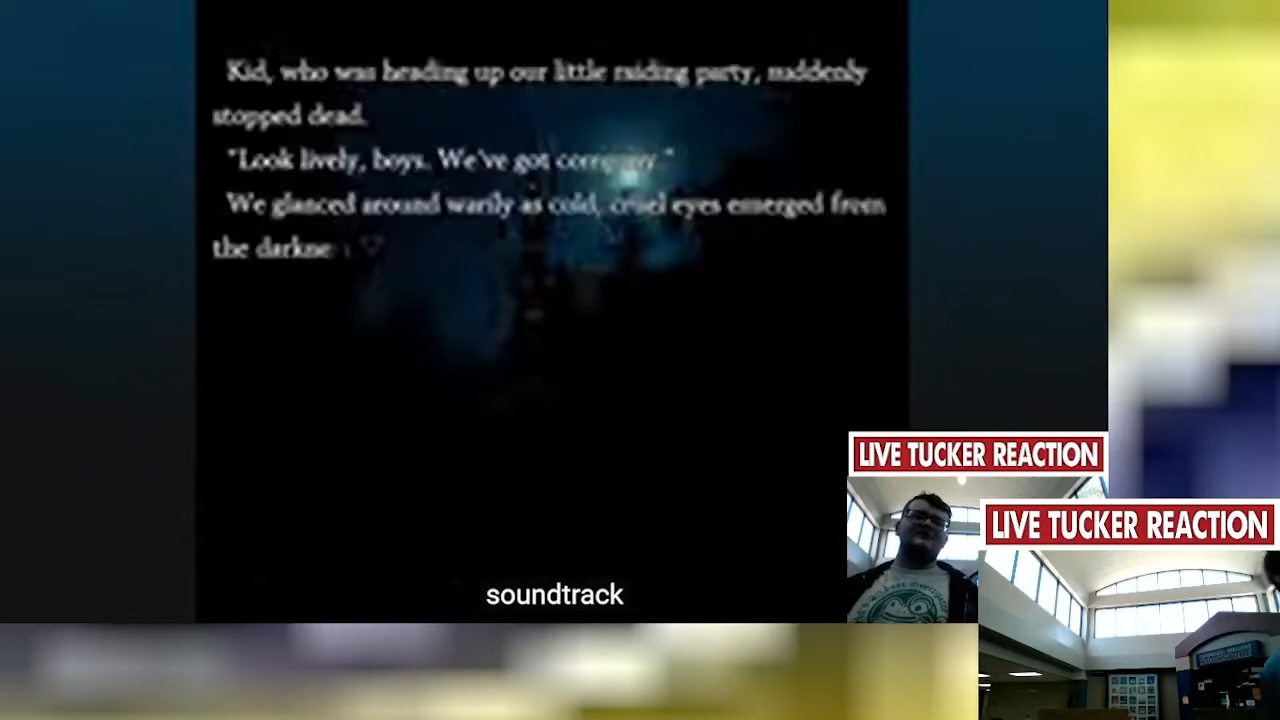 Kid, who was heading up our little raiding party, suddenly
stopped dead.
"Look lively, boys. We've got company."
We glanced around warily as cold, cruel eyes emerged from
the darkne
soundtrack
LIVE TUCKER REACTION
LIVE TUCKER REACTION